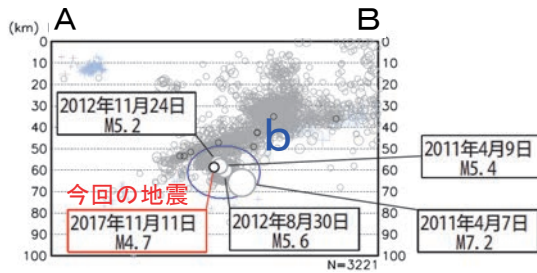 A B
(km)
0 0
10 10
20 20
30 30
40 40
50 50
60 60
70 70
80 80
90 90
100 100
2012年11月24日
M5.2
b
2011年4月9日
M5.4
今回の地震
2017年11月11日
M4.7
2012年8月30日
M5.6
2011年4月7日
M7.2
N=3221